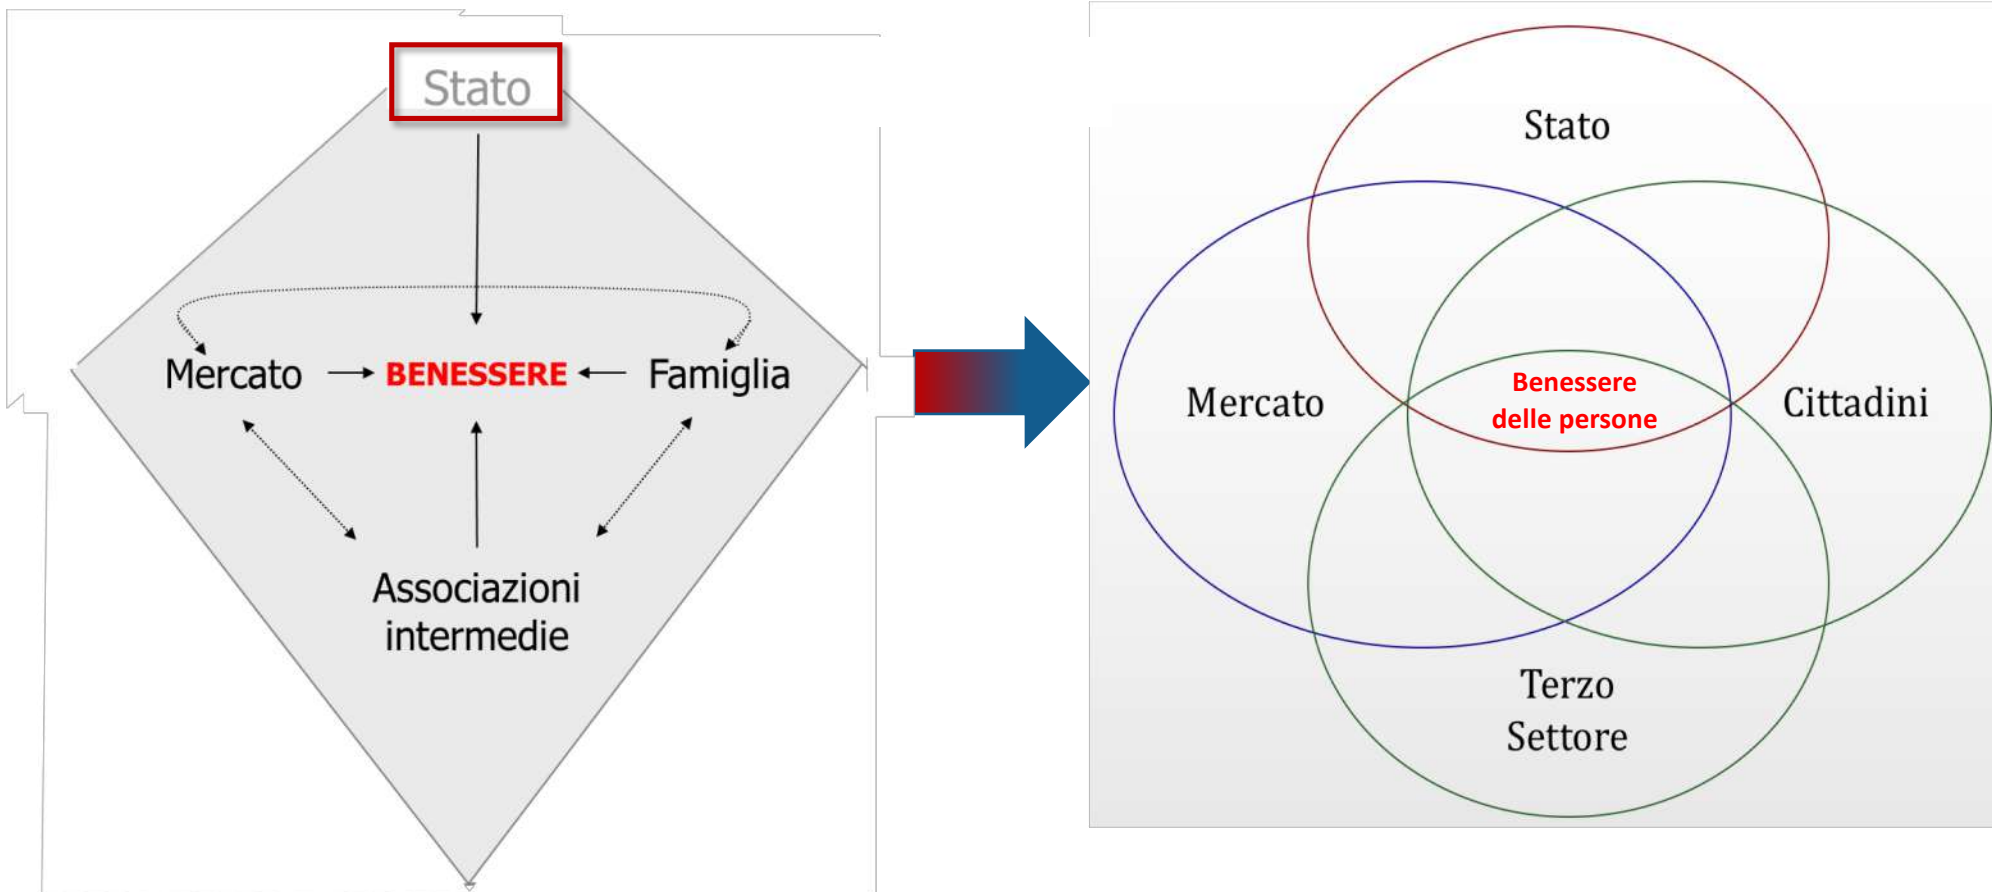 Stato
Mercato
BENESSERE
Famiglia
Associazioni
intermedie
Stato
Mercato
Benessere
delle persone
Cittadini
Terzo
Settore